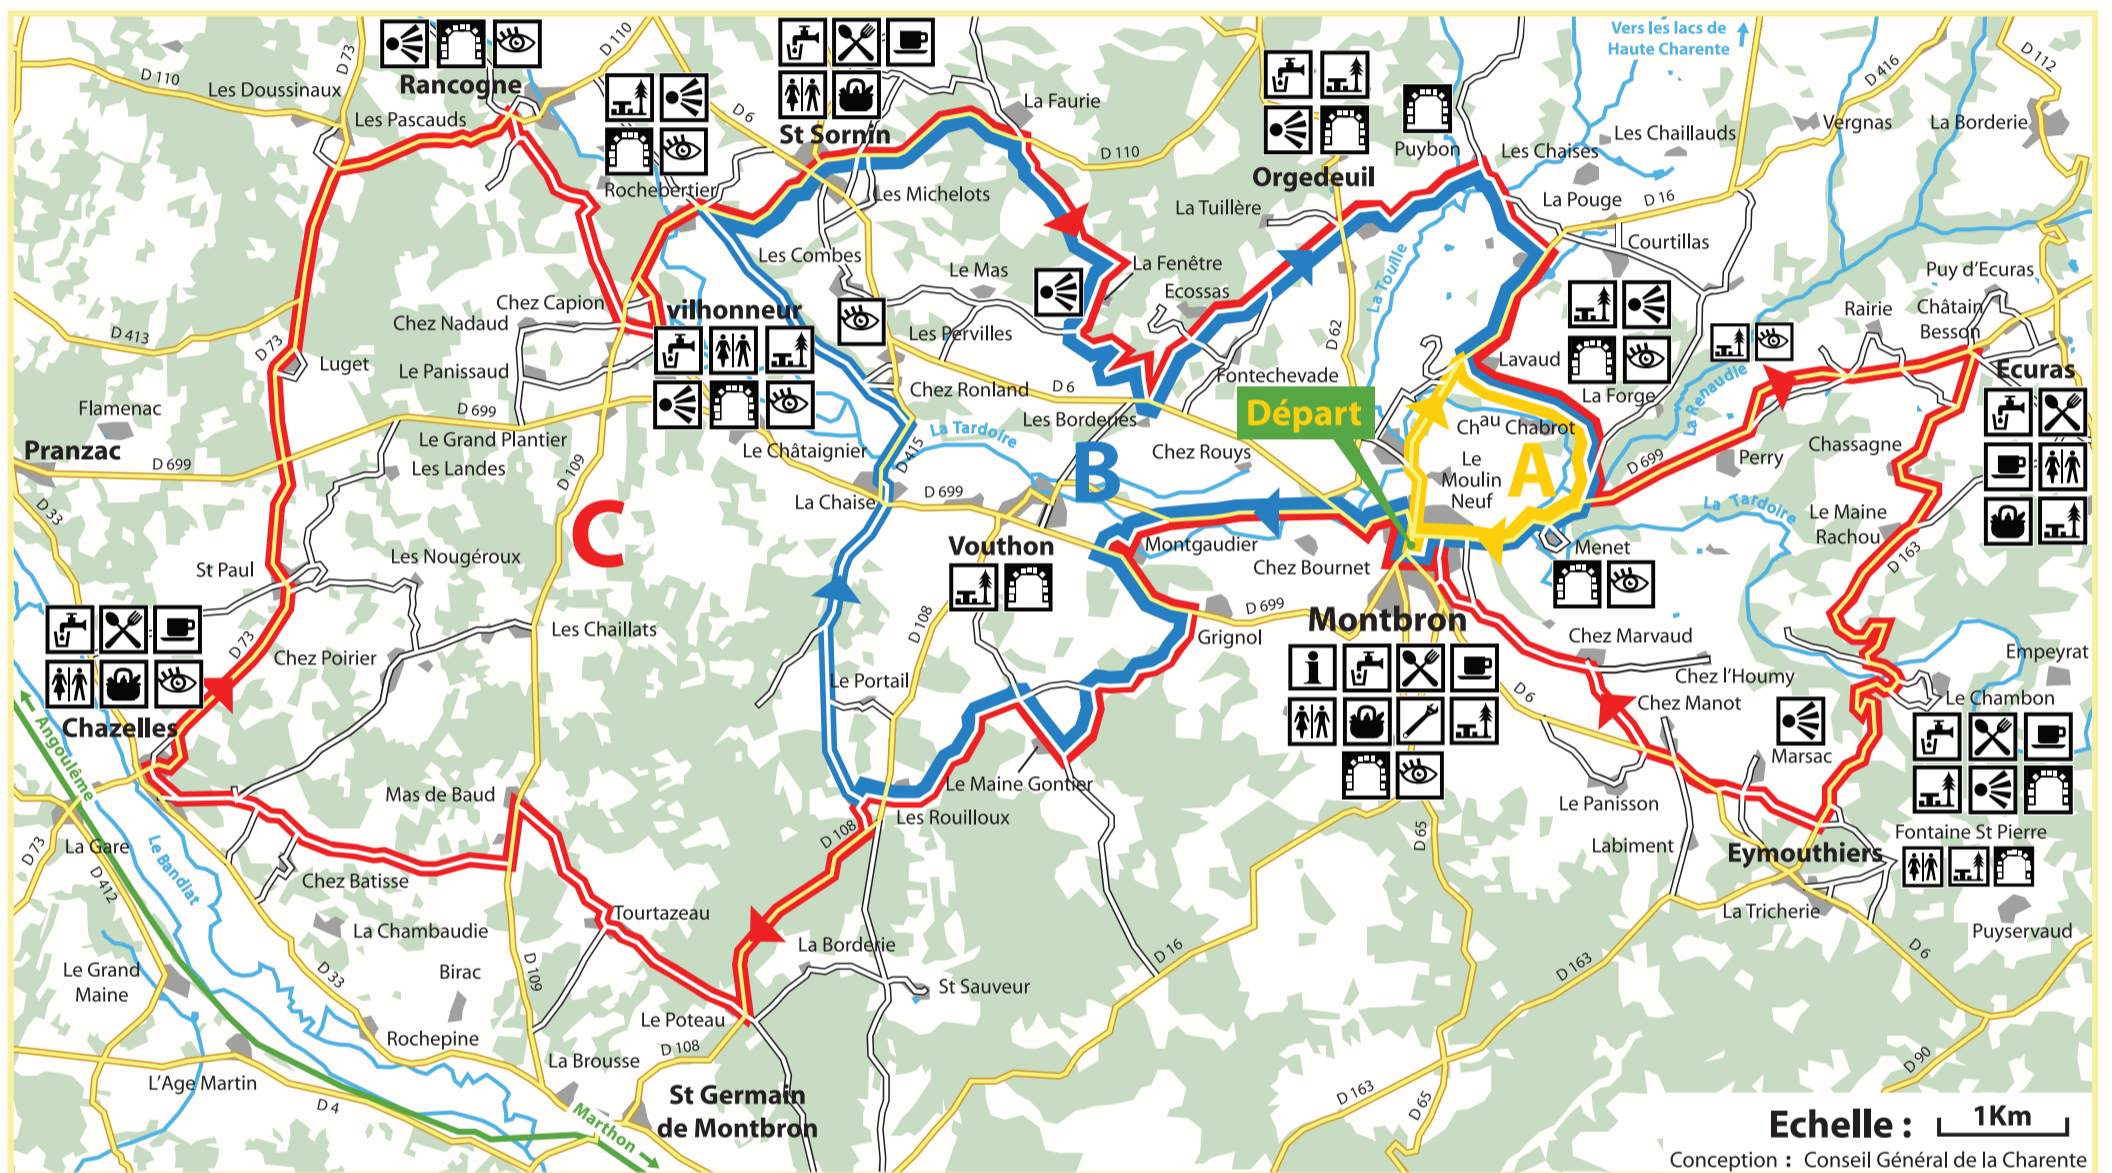 Vers les lacs de
Haute Charente
D 110
D 73
D 110
D 416
D 112
Les Doussinaux
Rancogne
Les Pascauds
D 6
St Sornin
La Faurie
D 110
Puybon
Les Chaillauds
Vergnas
La Borderie
Les Chaises
Orgedeuil
Rochebertier
Les Michelots
La Tuillère
La Pouge
D 16
Courtillas
Les Combes
La Fenêtre
Le Mas
Ecossas
La Touille
Puy d'Ecuras
Chez Capion
vilhonneur
Chez Nadaud
Les Pervilles
D 62
Rairie
Châtain
Besson
D 413
D 73
Luget
Le Panissaud
Chez Ronland
D 6
Fontechevade
Lavaud
La Forge
La Renaudie
Ecuras
Flamenac
D 699
Les Borderies
Départ
Chau Chabrot
Le Grand Plantier
La Tardoire
Pranzac
D 699
Les Landes
D 109
Le Châtaignier
D 415
B
Chez Rouys
Le
Moulin
Neuf
A
D 699
Perry
Chassagne
D 33
La Chaise
D 699
C
La Tardoire
Le Maine
Rachou
Les Nougéroux
Vouthon
Montgaudier
Menet
D 163
St Paul
Chez Bournet
D 699
Montbron
D 108
Grignol
Les Chaillats
Chez Marvaud
D 73
Chez Poirier
Chez l'Houmy
Empeyrat
Le Portail
D 6
Chez Manot
Le Chambon
Chazelles
Angoulême
Marsac
Mas de Baud
Le Maine Gontier
Le Panisson
D 108
Les Rouilloux
D 65
Labiment
Eymouthiers
Fontaine St Pierre
La Gare
D 73
Le Bandiat
D 412
Chez Batisse
La Chambaudie
Tourtazeau
La Tricherie
Puyservaud
La Borderie
D 16
D 163
D 6
Le Grand
Maine
D 33
Birac
D 109
St Sauveur
Rochepine
Le Poteau
La Brousse
D 108
L'Age Martin
D 4
Marthon
St Germain
de Montbron
D 163
D 65
D 90
Echelle :
1Km
Conception : Conseil Général de la Charente